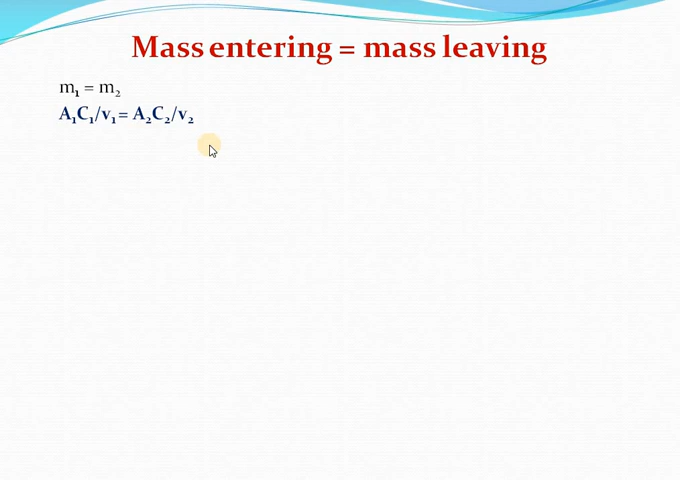 Mass entering = mass leaving
m₁ = m₂
A₁C₁/v₁= A₂C₂/v₂